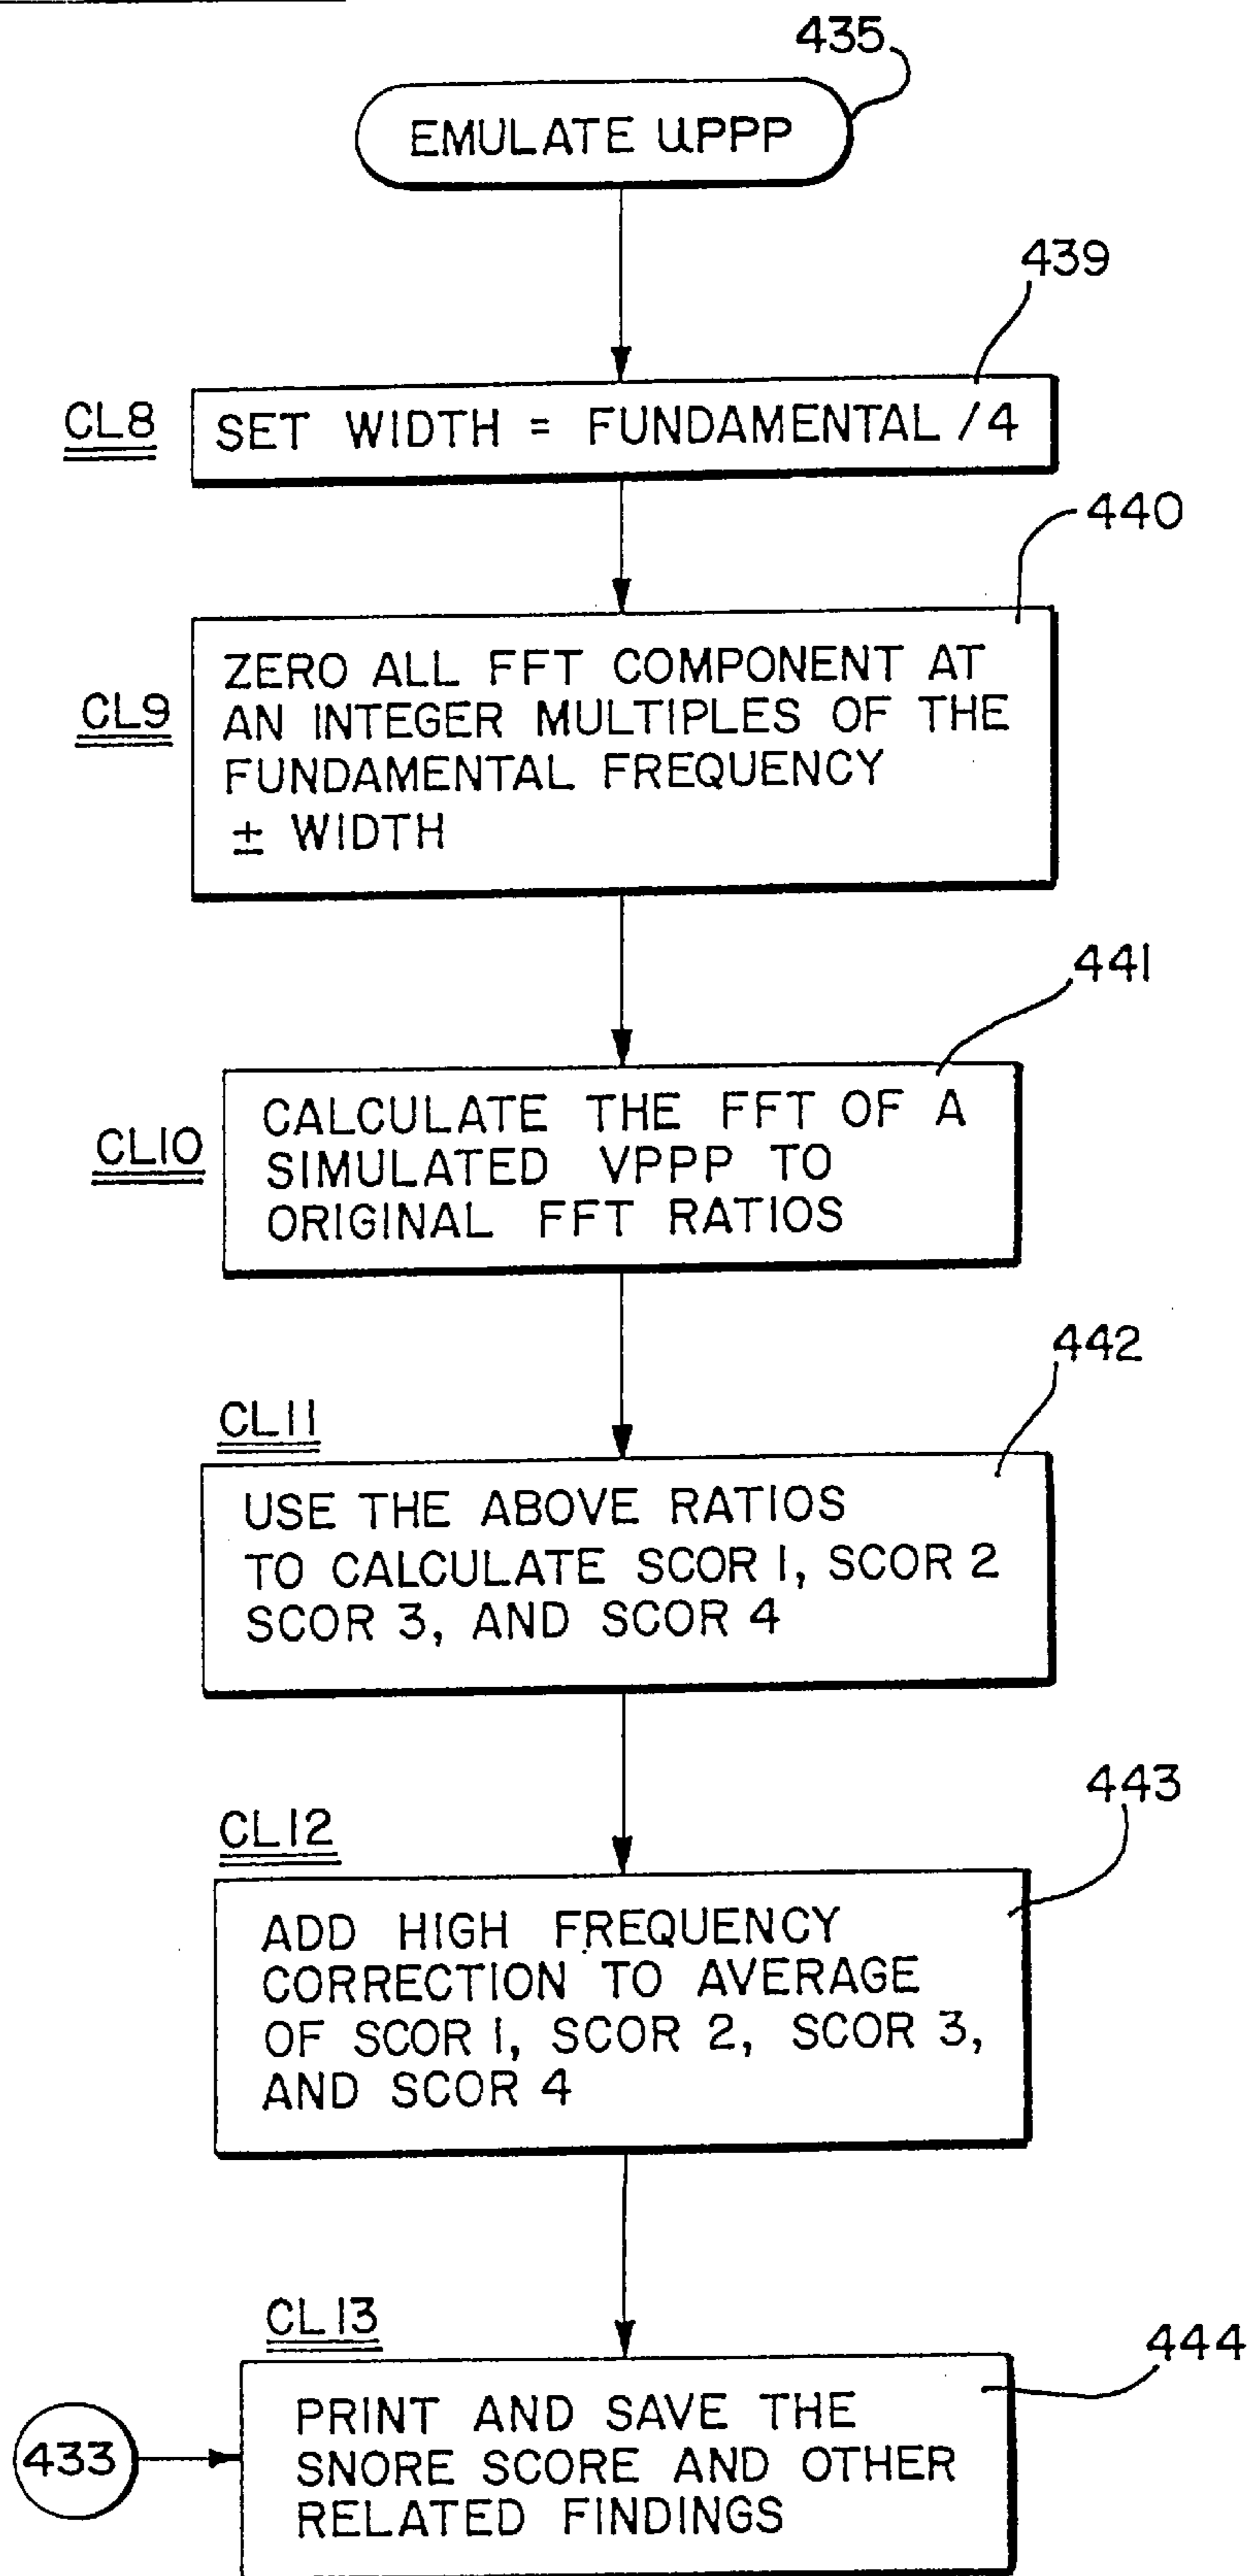 435
EMULATE UPPP
439
CL8
SET WIDTH = FUNDAMENTAL /4
440
CL9
ZERO ALL FFT COMPONENT AT
AN INTEGER MULTIPLES OF THE
FUNDAMENTAL FREQUENCY
± WIDTH
441
CL10
CALCULATE THE FFT OF A
SIMULATED VPPP TO
ORIGINAL FFT RATIOS
442
CL11
USE THE ABOVE RATIOS
TO CALCULATE SCOR 1, SCOR 2
SCOR 3, AND SCOR 4
443
CL12
ADD HIGH FREQUENCY
CORRECTION TO AVERAGE
OF SCOR 1, SCOR 2, SCOR 3,
AND SCOR 4
444
CL13
PRINT AND SAVE THE
SNORE SCORE AND OTHER
RELATED FINDINGS
433